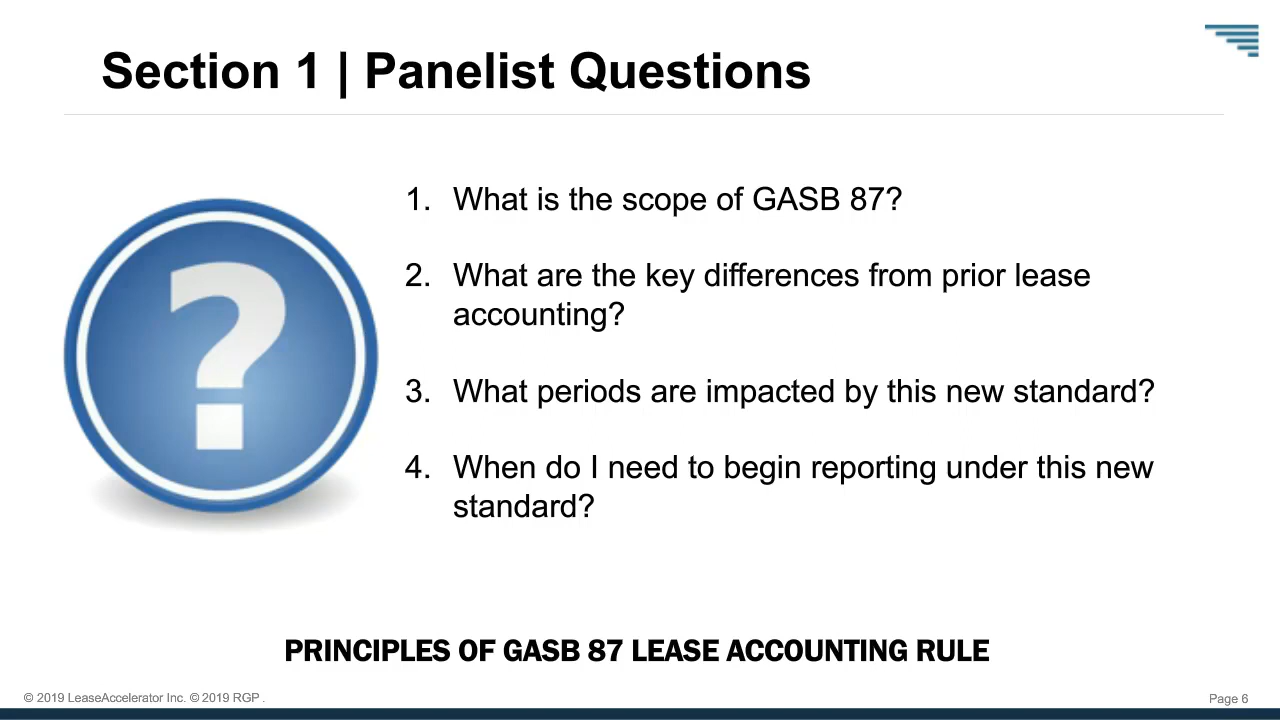 Section 1 | Panelist Questions
1. What is the scope of GASB 87?
2. What are the key differences from prior lease
accounting?
3. What periods are impacted by this new standard?
4. When do I need to begin reporting under this new
standard?
PRINCIPLES OF GASB 87 LEASE ACCOUNTING RULE
© 2019 LeaseAccelerator Inc. © 2019 RGP .
Page 6